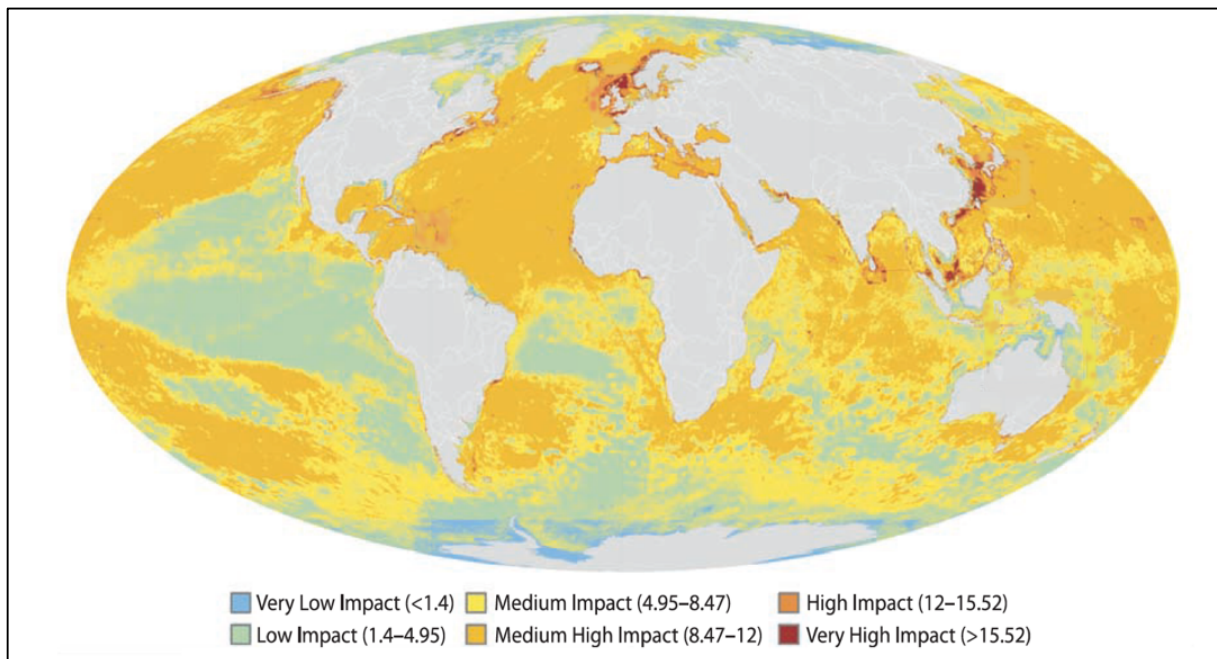 Very Low Impact (<1.4) Medium Impact (4.95–8.47) High Impact (12–15.52)
Low Impact (1.4–4.95) Medium High Impact (8.47–12) Very High Impact (>15.52)